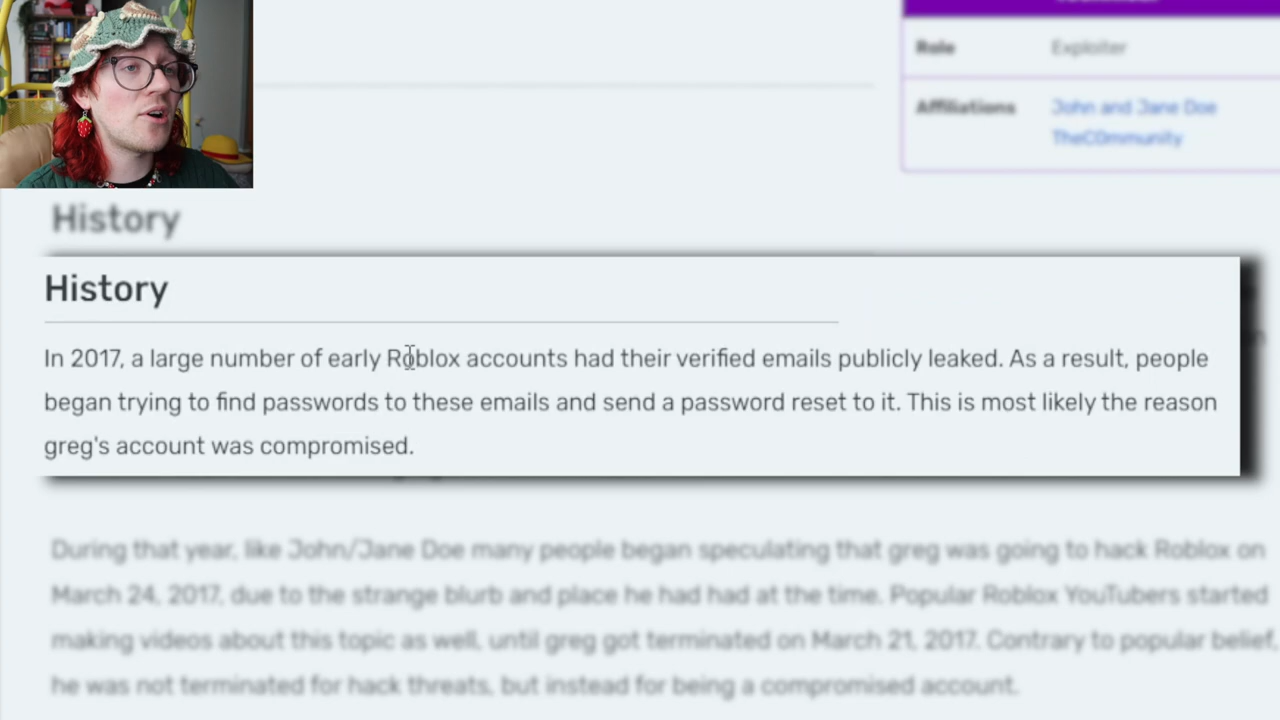 Role Exploiter
Affiliations John and Jane Doe
TheC0mmunity
History
History
In 2017, a large number of early Roblox accounts had their verified emails publicly leaked. As a result, people
began trying to find passwords to these emails and send a password reset to it. This is most likely the reason
greg's account was compromised.
During that year, like John/Jane Doe many people began speculating that greg was going to hack Roblox on
March 24, 2017, due to the strange blurb and place he had had at the time. Popular Roblox YouTubers started
making videos about this topic as well, until greg got terminated on March 21, 2017. Contrary to popular belief,
he was not terminated for hack threats, but instead for being a compromised account.